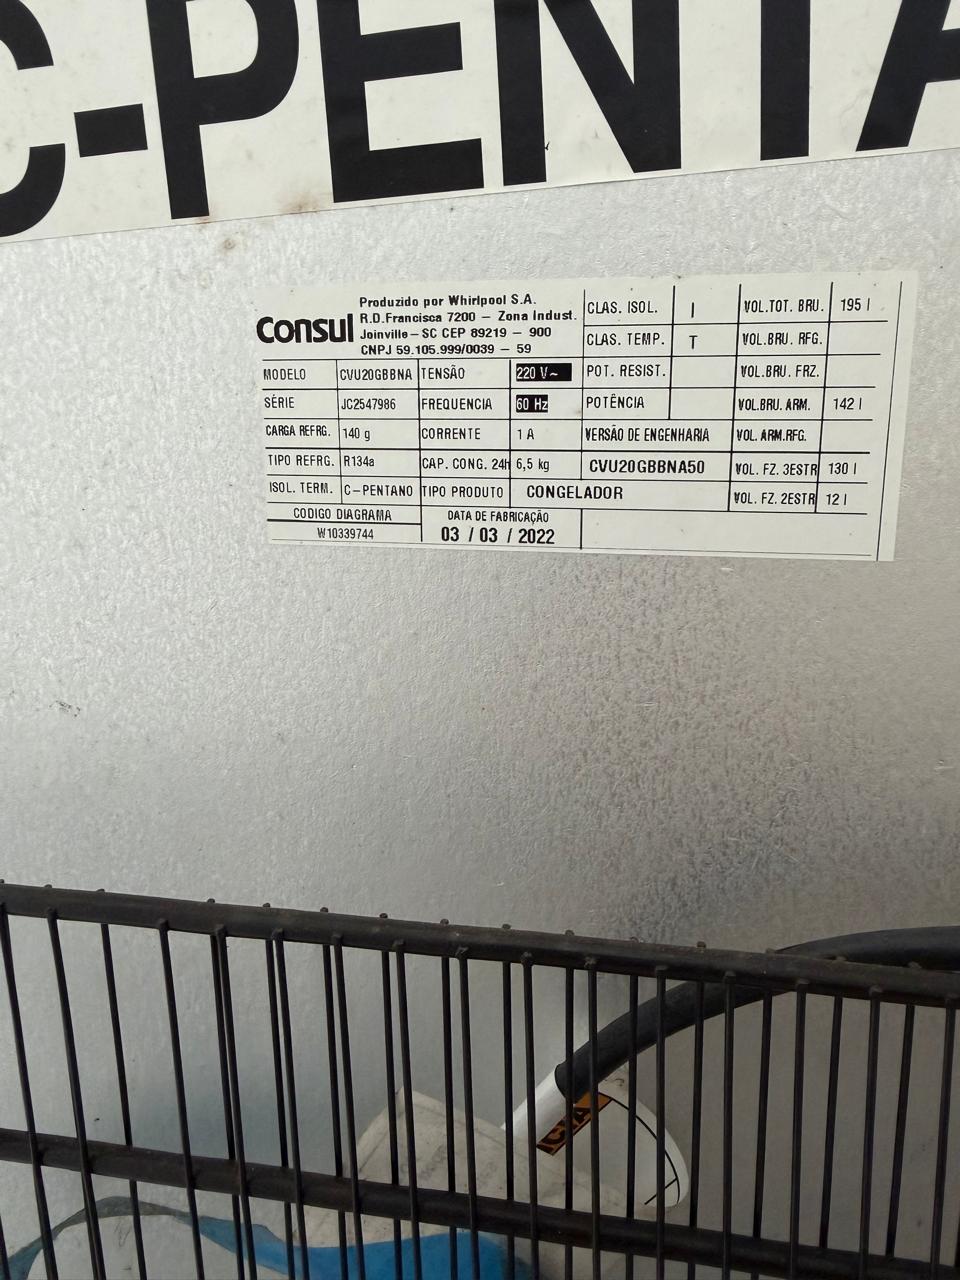 C-PENTA
Consul
Produzido por Whirlpool S.A.
R.D.Francisca 7200 – Zona Indust.
Joinville – SC CEP 89219 – 900
CNPJ 59.105.999/0039 – 59
CLAS. ISOL. I VOL.TOT. BRU. 195 l
CLAS. TEMP. T VOL.BRU. RFG.
MODELO CVU20GBBNA TENSÃO 220 V~ POT. RESIST. VOL.BRU. FRZ.
SÉRIE JC2547986 FREQUENCIA 60 Hz POTÊNCIA VOL.BRU. ARM. 142 l
CARGA REFRG. 140 g CORRENTE 1 A VERSÃO DE ENGENHARIA VOL. ARM.RFG.
TIPO REFRG. R134a CAP. CONG. 24H 6,5 kg CVU20GBBNA50 VOL. FZ. 3ESTR 130 l
ISOL. TERM. C-PENTANO TIPO PRODUTO CONGELADOR VOL. FZ. 2ESTR 12 l
CODIGO DIAGRAMA DATA DE FABRICAÇÃO
W10339744 03 / 03 / 2022